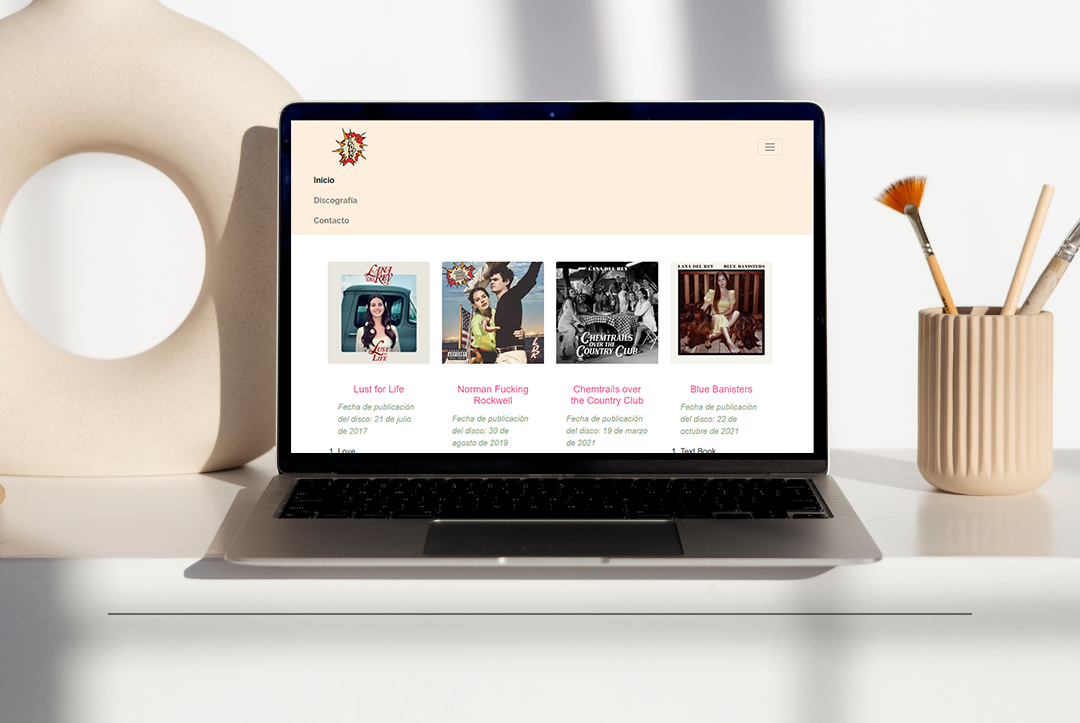 Inicio
Discografía
Contacto
LANA
DEL REY
LUST
for
LIFE
LDR
LANA DEL REY
CHEMTRAILS
OVER THE
COUNTRY CLUB
LANA DEL REY BLUE BANISTERS
Lust for Life
Norman Fucking
Rockwell
Chemtrails over
the Country Club
Blue Banisters
Fecha de publicación
del disco: 21 de julio
de 2017
Fecha de publicación
del disco: 30 de
agosto de 2019
Fecha de publicación
del disco: 19 de marzo
de 2021
Fecha de publicación
del disco: 22 de
octubre de 2021
1. Love
1. Text Book